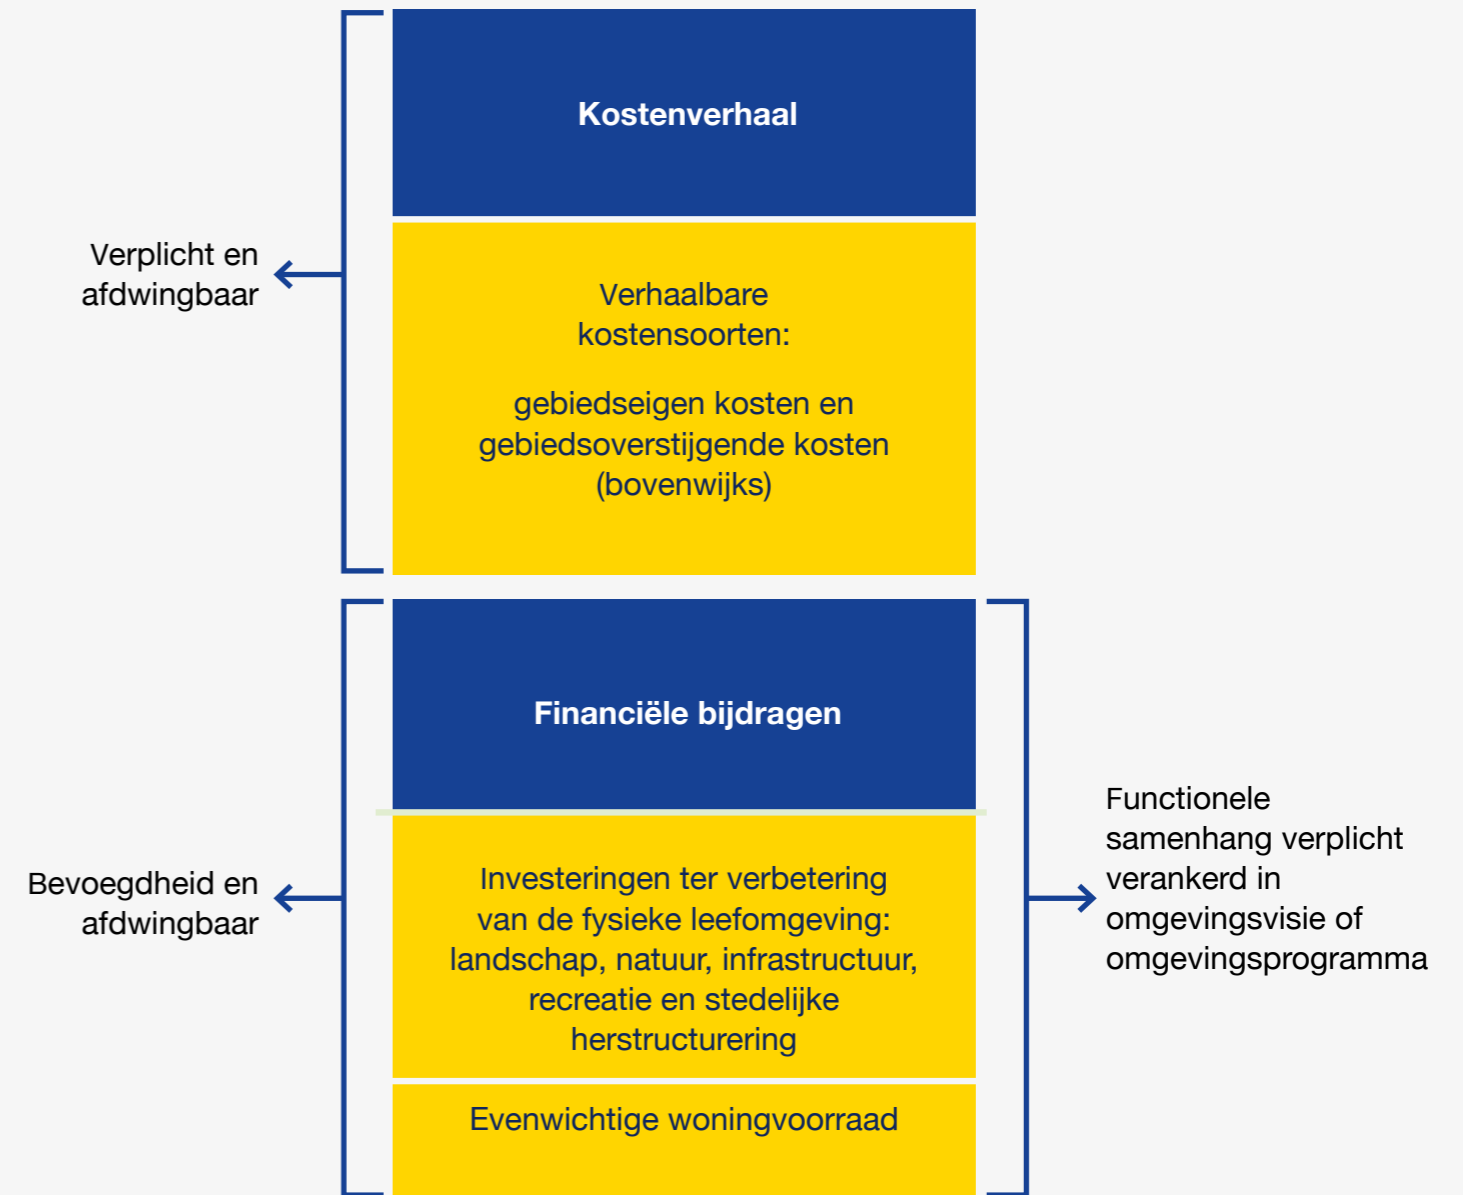 Kostenverhaal
Verplicht en
afdwingbaar
Verhaalbare
kostensoorten:
gebiedseigen kosten en
gebiedsoverstijgende kosten
(bovenwijks)
Financiële bijdragen
Bevoegdheid en
afdwingbaar
Investeringen ter verbetering
van de fysieke leefomgeving:
landschap, natuur, infrastructuur,
recreatie en stedelijke
herstructurering
Evenwichtige woningvoorraad
Functionele
samenhang verplicht
verankerd in
omgevingsvisie of
omgevingsprogramma